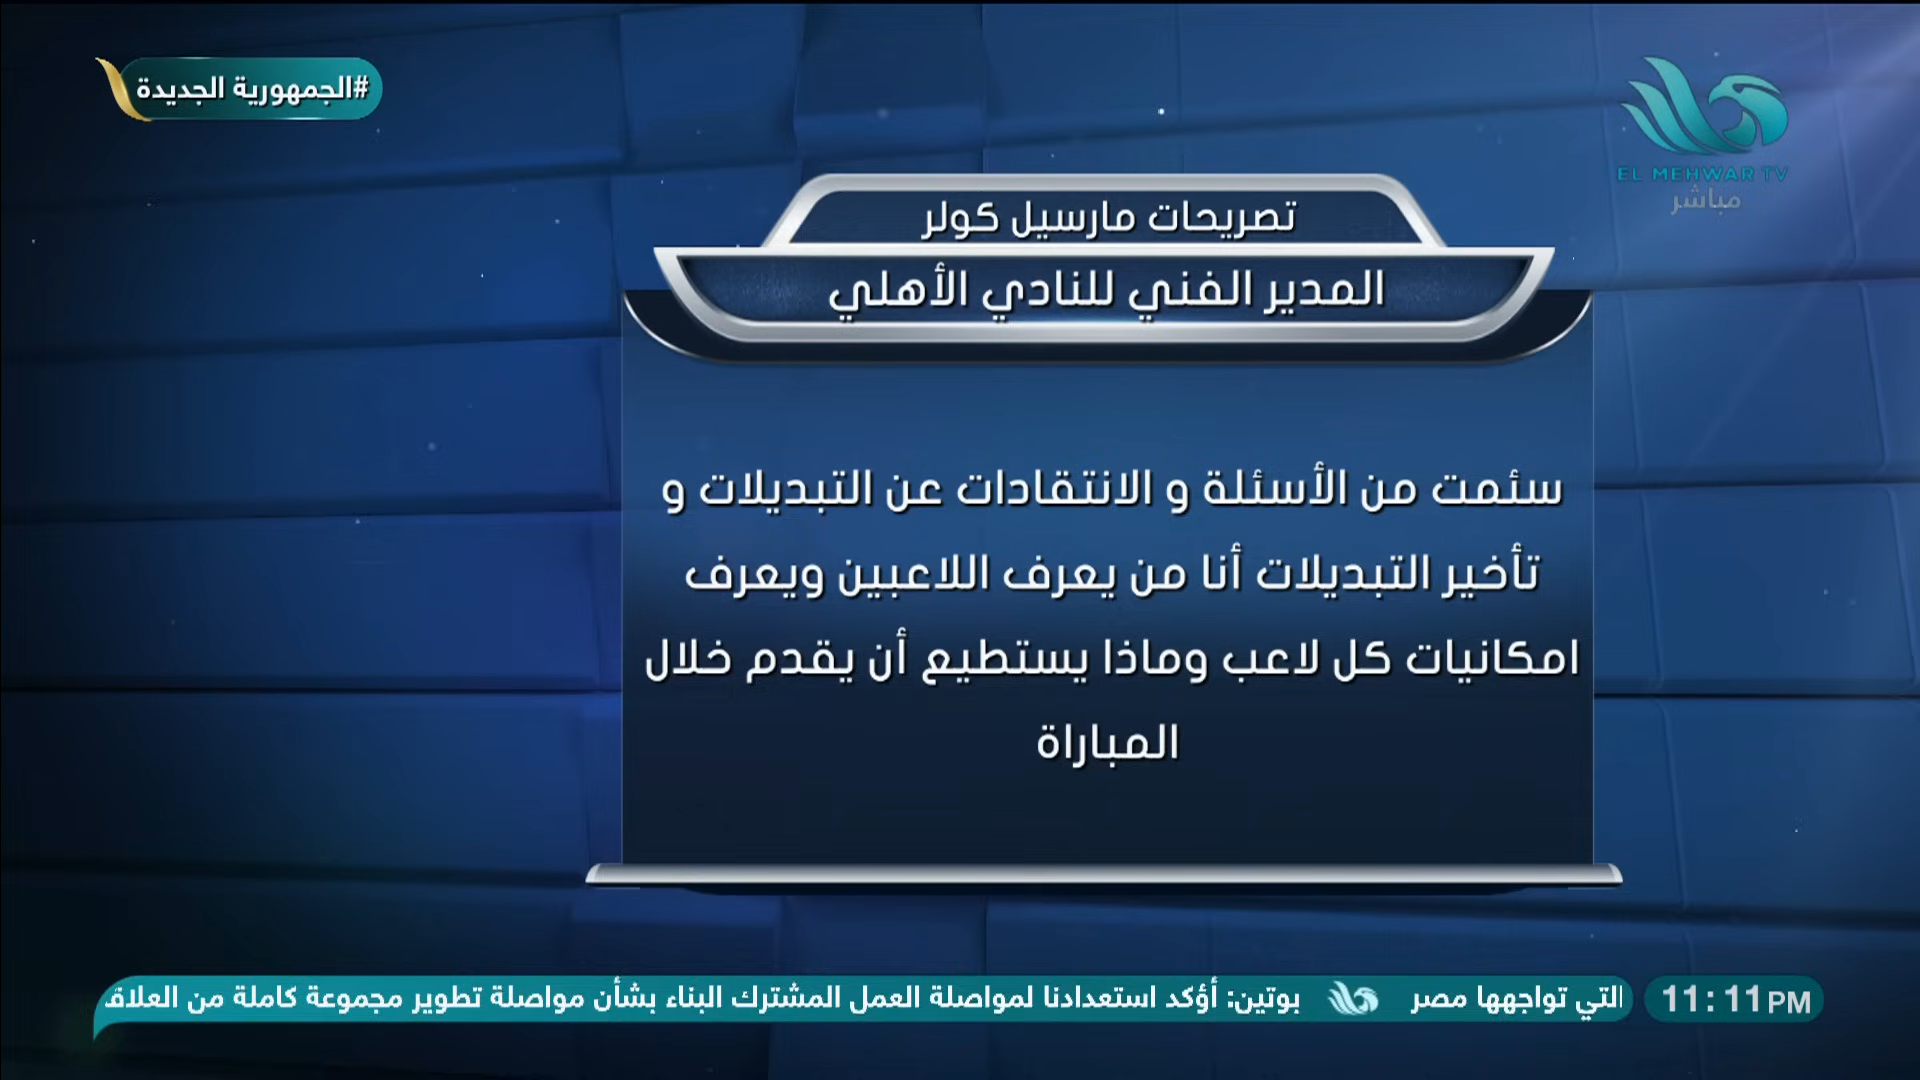 #الجمهورية الجديدة
EL MEHWAR TV
مباشر
تصريحات مارسيل كولر
المدير الفني للنادي الأهلي
سئمت من الأسئلة و الانتقادات عن التبديلات و
تأخير التبديلات أنا من يعرف اللاعبين ويعرف
امكانيات كل لاعب وماذا يستطيع أن يقدم خلال
المباراة
التي تواجهها مصر بوتين: أؤكد استعدادنا لمواصلة العمل المشترك البناء بشأن مواصلة تطوير مجموعة كاملة من العلاق
11:11PM